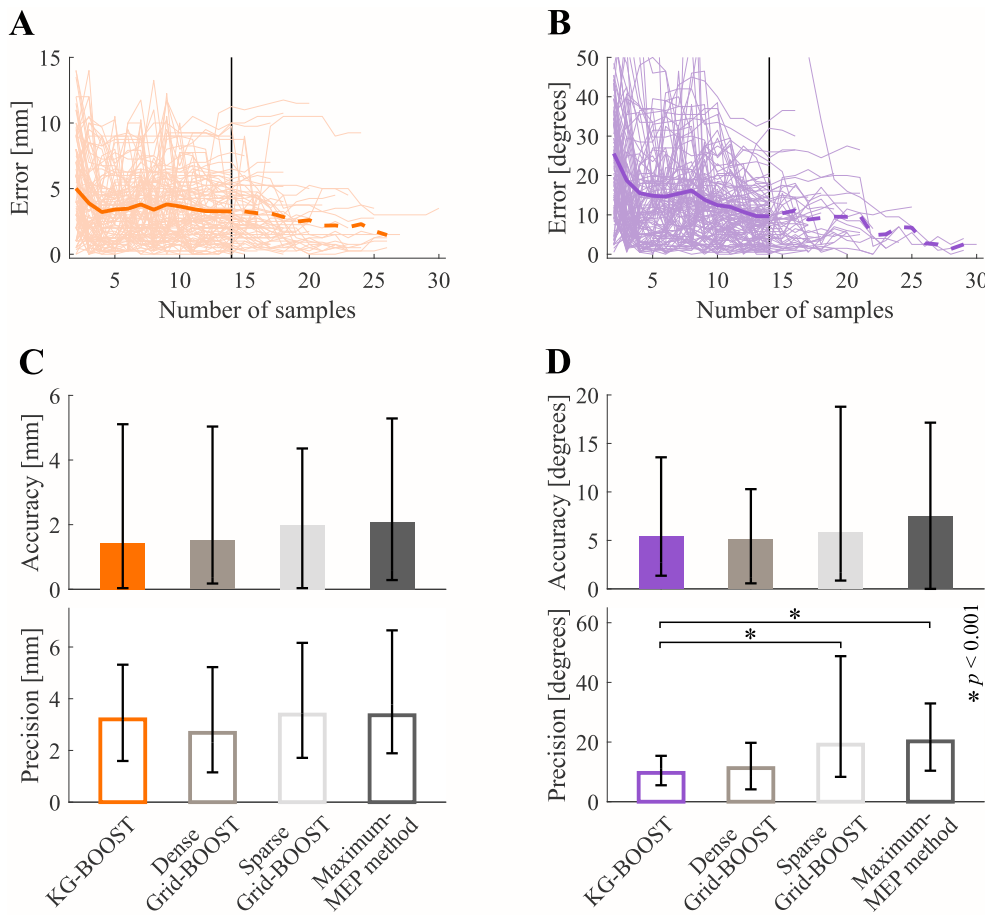 A
15
10
5
0
Error [mm]
5
10
15
20
25
30
Number of samples
B
50
40
30
20
10
0
Error [degrees]
5
10
15
20
25
30
Number of samples
C
6
4
2
0
Accuracy [mm]
6
4
2
0
Precision [mm]
KG-BOOST
Dense
Grid-BOOST
Sparse
Grid-BOOST
Maximum-
MEP method
D
20
15
10
5
0
Accuracy [degrees]
60
40
20
0
Precision [degrees]
*
*
* p < 0.001
KG-BOOST
Dense
Grid-BOOST
Sparse
Grid-BOOST
Maximum-
MEP method